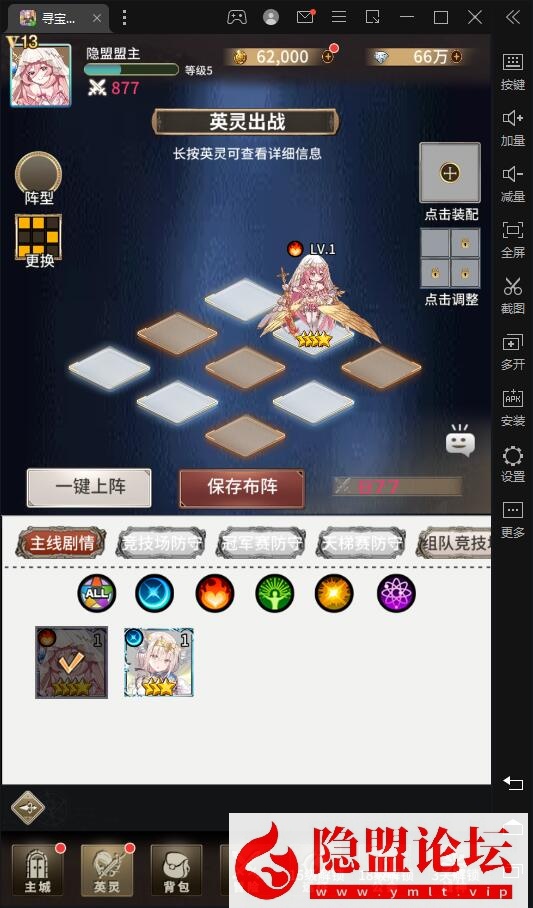 寻宝...
V13
隐盟盟主
等级5
877
62,000
66万
英灵出战
长按英灵可查看详细信息
阵型
更换
点击装配
点击调整
LV.1
一键上阵
保存布阵
877
主线剧情
竞技场防守
冠军赛防守
天梯赛防守
组队竞技场
ALL
1
1
主城
英灵
背包
隐盟论坛
www.ymlt.vip
按键
加量
减量
全屏
截图
多开
APK
安装
设置
更多